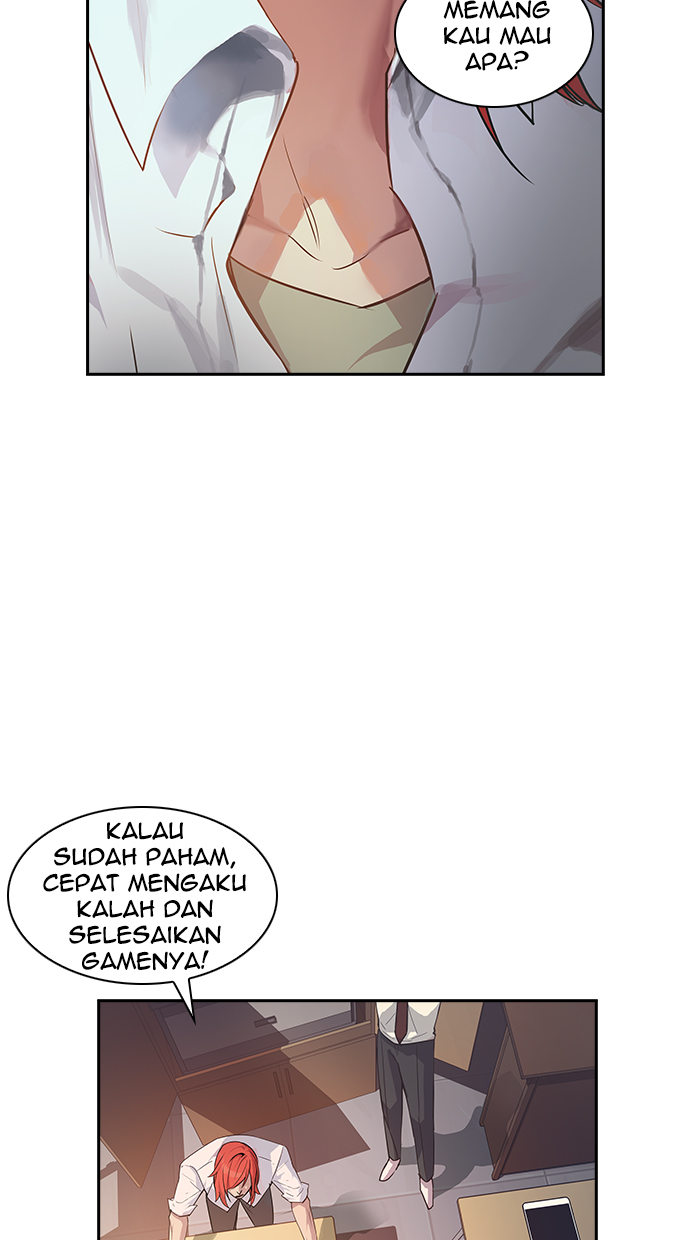 MEMANG
KAU MAU
APA?
KALAU
SUDAH PAHAM,
CEPAT MENGAKU
KALAH DAN
SELESAIKAN
GAMENYA!